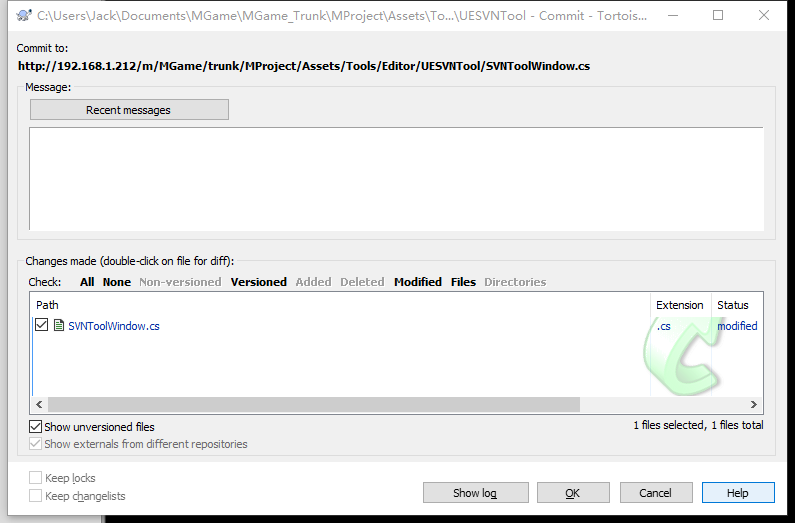 C:\Users\Jack\Documents\MGame\MGame_Trunk\MProject\Assets\To...\UESVNTool - Commit - Tortois...
Commit to:
http://192.168.1.212/m/MGame/trunk/MProject/Assets/Tools/Editor/UESVNTool/SVNToolWindow.cs
Message:
Recent messages
Changes made (double-click on file for diff):
Check: All None Non-versioned Versioned Added Deleted Modified Files Directories
Path Extension Status
SVNToolWindow.cs .cs modified
Show unversioned files 1 files selected, 1 files total
Show externals from different repositories
Keep locks
Keep changelists
Show log OK Cancel Help